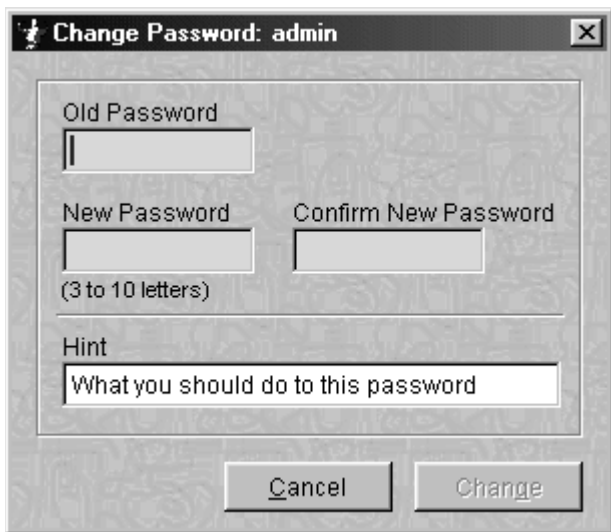 Change Password: admin
Old Password
New Password Confirm New Password
(3 to 10 letters)
Hint
What you should do to this password
Cancel Change